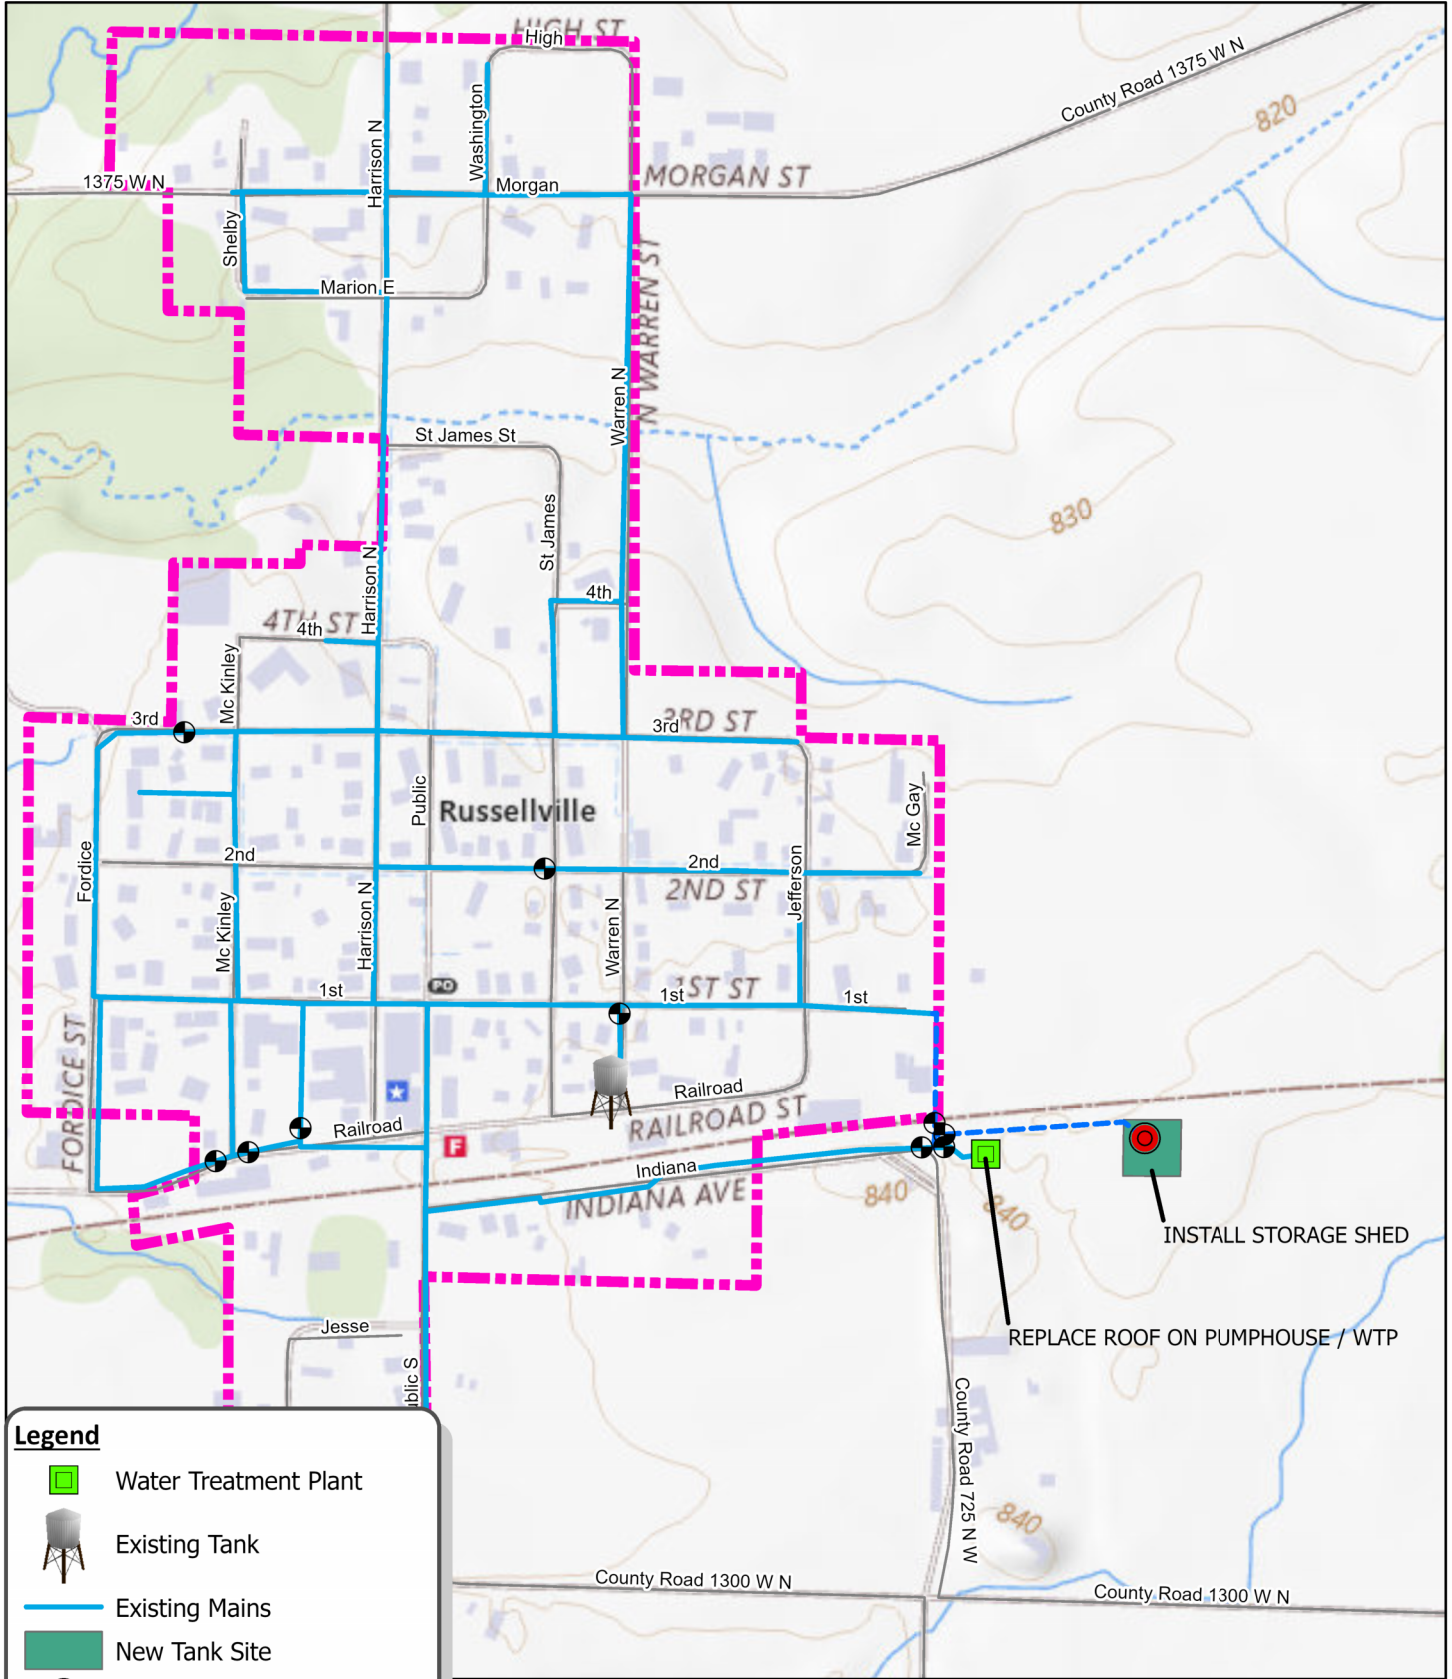 HIGH ST
High
County Road 1375 W N
820
Harrison N
Washington
1375 W N
Morgan
MORGAN ST
Shelby
Marion E
N WARREN ST
Warren N
St James St
St James
830
Harrison N
4th
4TH ST
4th
Mc Kinley
3rd
3RD ST
3rd
Public
Russellville
Mc Gay
Fordice
2nd
2nd
2ND ST
Jefferson
Mc Kinley
Harrison N
Warren N
PO
1st
1st
1ST ST
1st
FORDICE ST
Railroad
Railroad
RAILROAD ST
F
Indiana
INDIANA AVE
840
840
INSTALL STORAGE SHED
REPLACE ROOF ON PUMPHOUSE / WTP
Jesse
ublic S
County Road 725 N W
840
County Road 1300 W N
County Road 1300 W N
Legend
Water Treatment Plant
Existing Tank
Existing Mains
New Tank Site